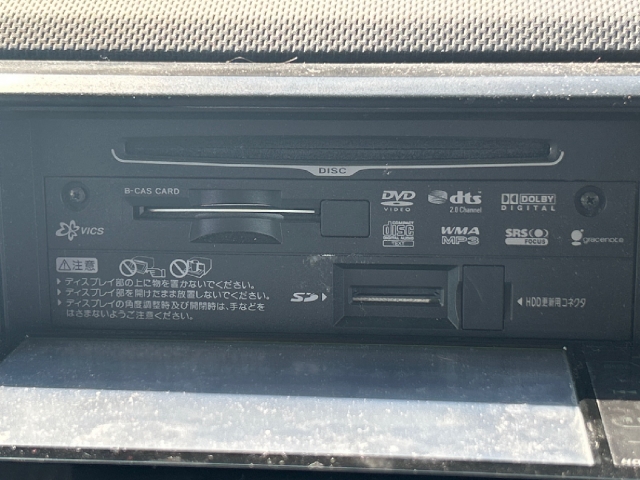 DISC
B-CAS CARD
VICS
DVD
VIDEO
dts
2.0 Channel
DOLBY
DIGITAL
COMPACT
disc
DIGITAL AUDIO
TEXT
WMA
MP3
SRS
FOCUS
gracenote
注意
ディスプレイ部の上に物を置かないでください。
ディスプレイ部を開けたまま放置しないでください。
ディスプレイの角度調整時及び開閉時は、手などを
はさまないようご注意ください。
SD
HDD更新用コネクタ